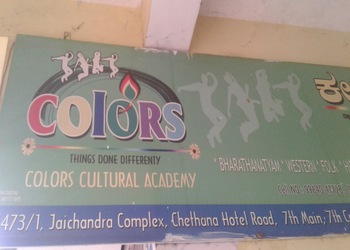 COLORS
THINGS DONE DIFFERENTY
COLORS CULTURAL ACADEMY
"BHARATHANATYAM" "WESTERN" "FOLK"
473/1, Jaichandra Complex, Chethana Hotel Road, 7th Main, 7th